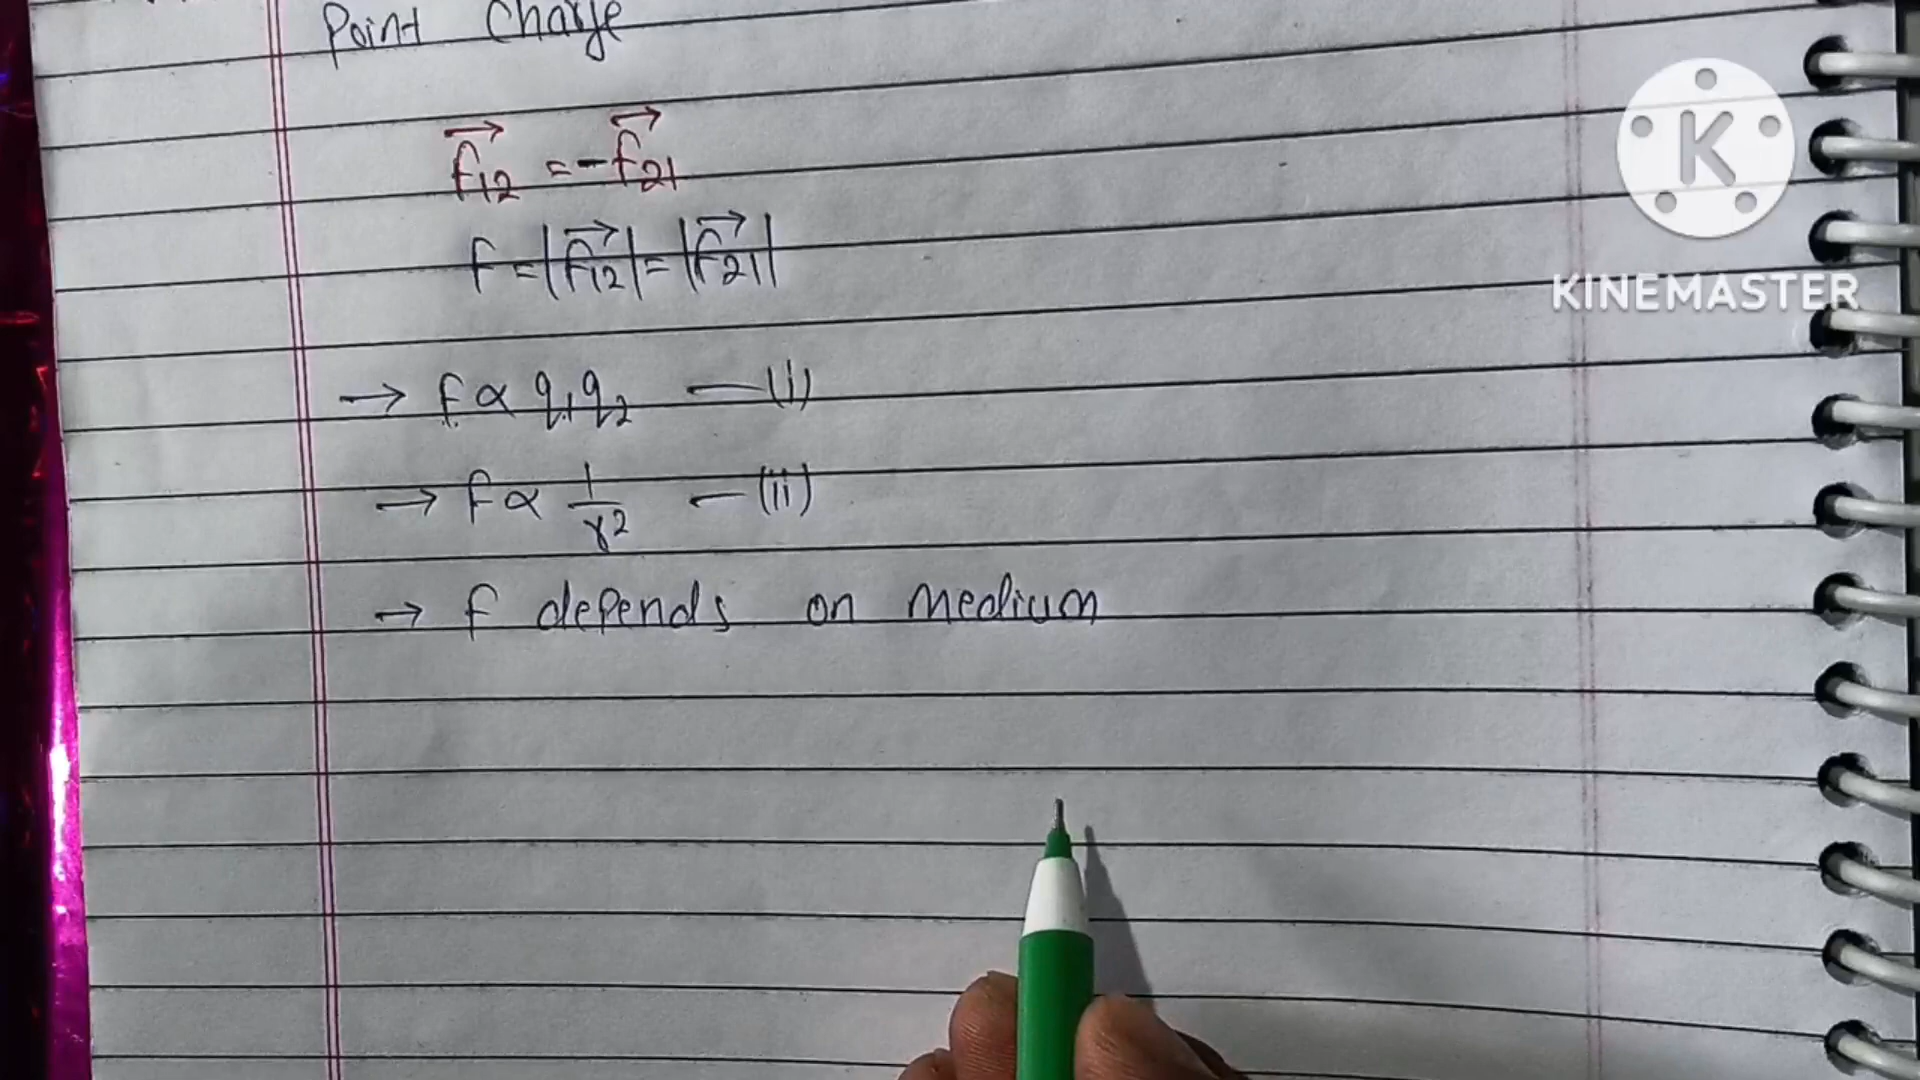 Point Charge
F⃗12 = -F⃗21
F = |F⃗12| = |F⃗21|
→ F ∝ q1q2 — (i)
→ F ∝ 1/r² — (ii)
→ F depends on medium
K
KINEMASTER